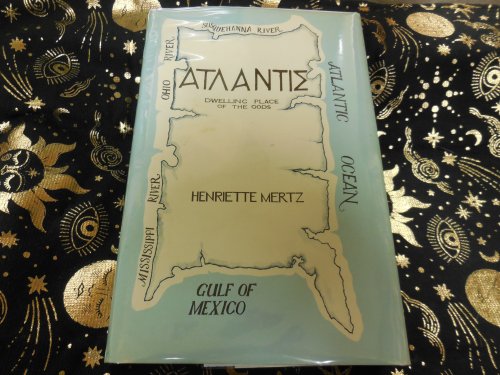 SUSQUEHANNA RIVER
OHIO RIVER
ΑΤΛΑΝΤΙΣ
DWELLING PLACE
OF THE GODS
ATLANTIC OCEAN
HENRIETTE MERTZ
MISSISSIPPI RIVER
GULF OF
MEXICO